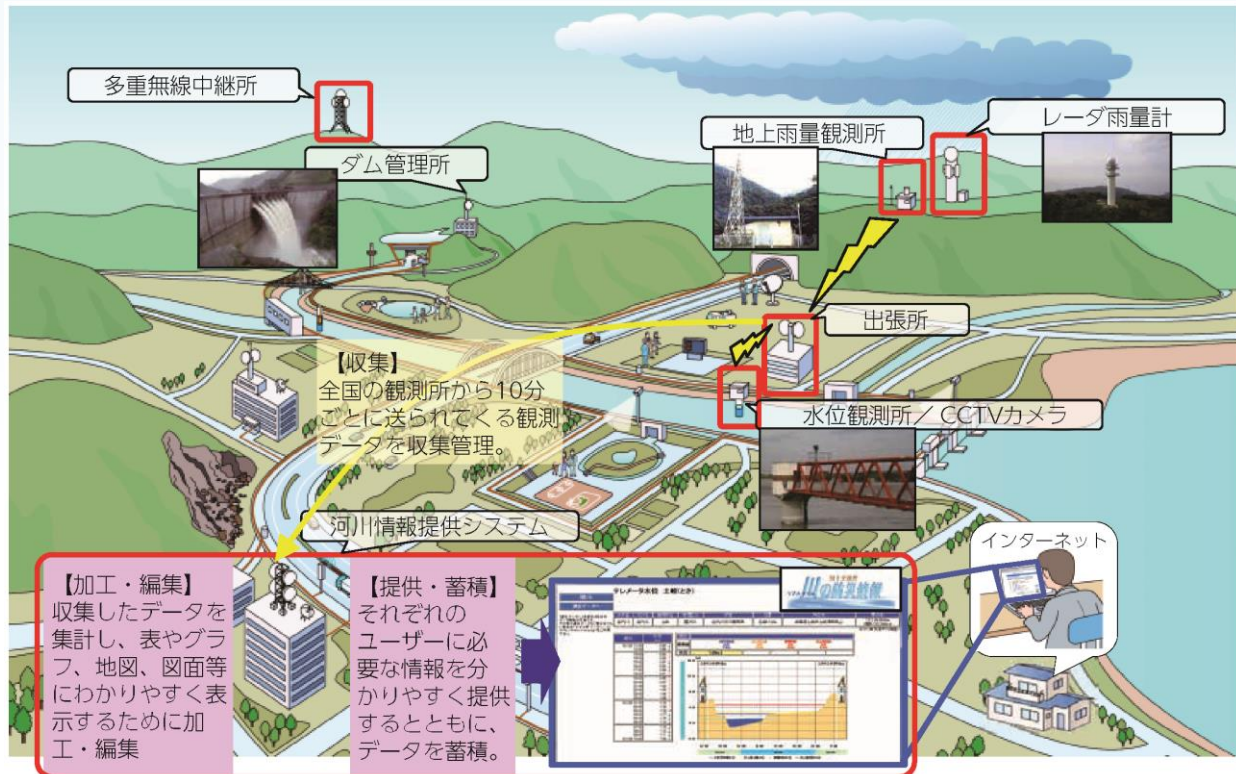 多重無線中継所
ダム管理所
地上雨量観測所
レーダ雨量計
出張所
【収集】
全国の観測所から10分
ごとに送られてくる観測
データを収集管理。
水位観測所／CCTVカメラ
河川情報提供システム
インターネット
【加工・編集】
収集したデータを
集計し、表やグラ
フ、地図、図面等
にわかりやすく表
示するために加
工・編集
【提供・蓄積】
それぞれの
ユーザーに必
要な情報を分
かりやすく提供
するとともに、
データを蓄積。
川の防災情報